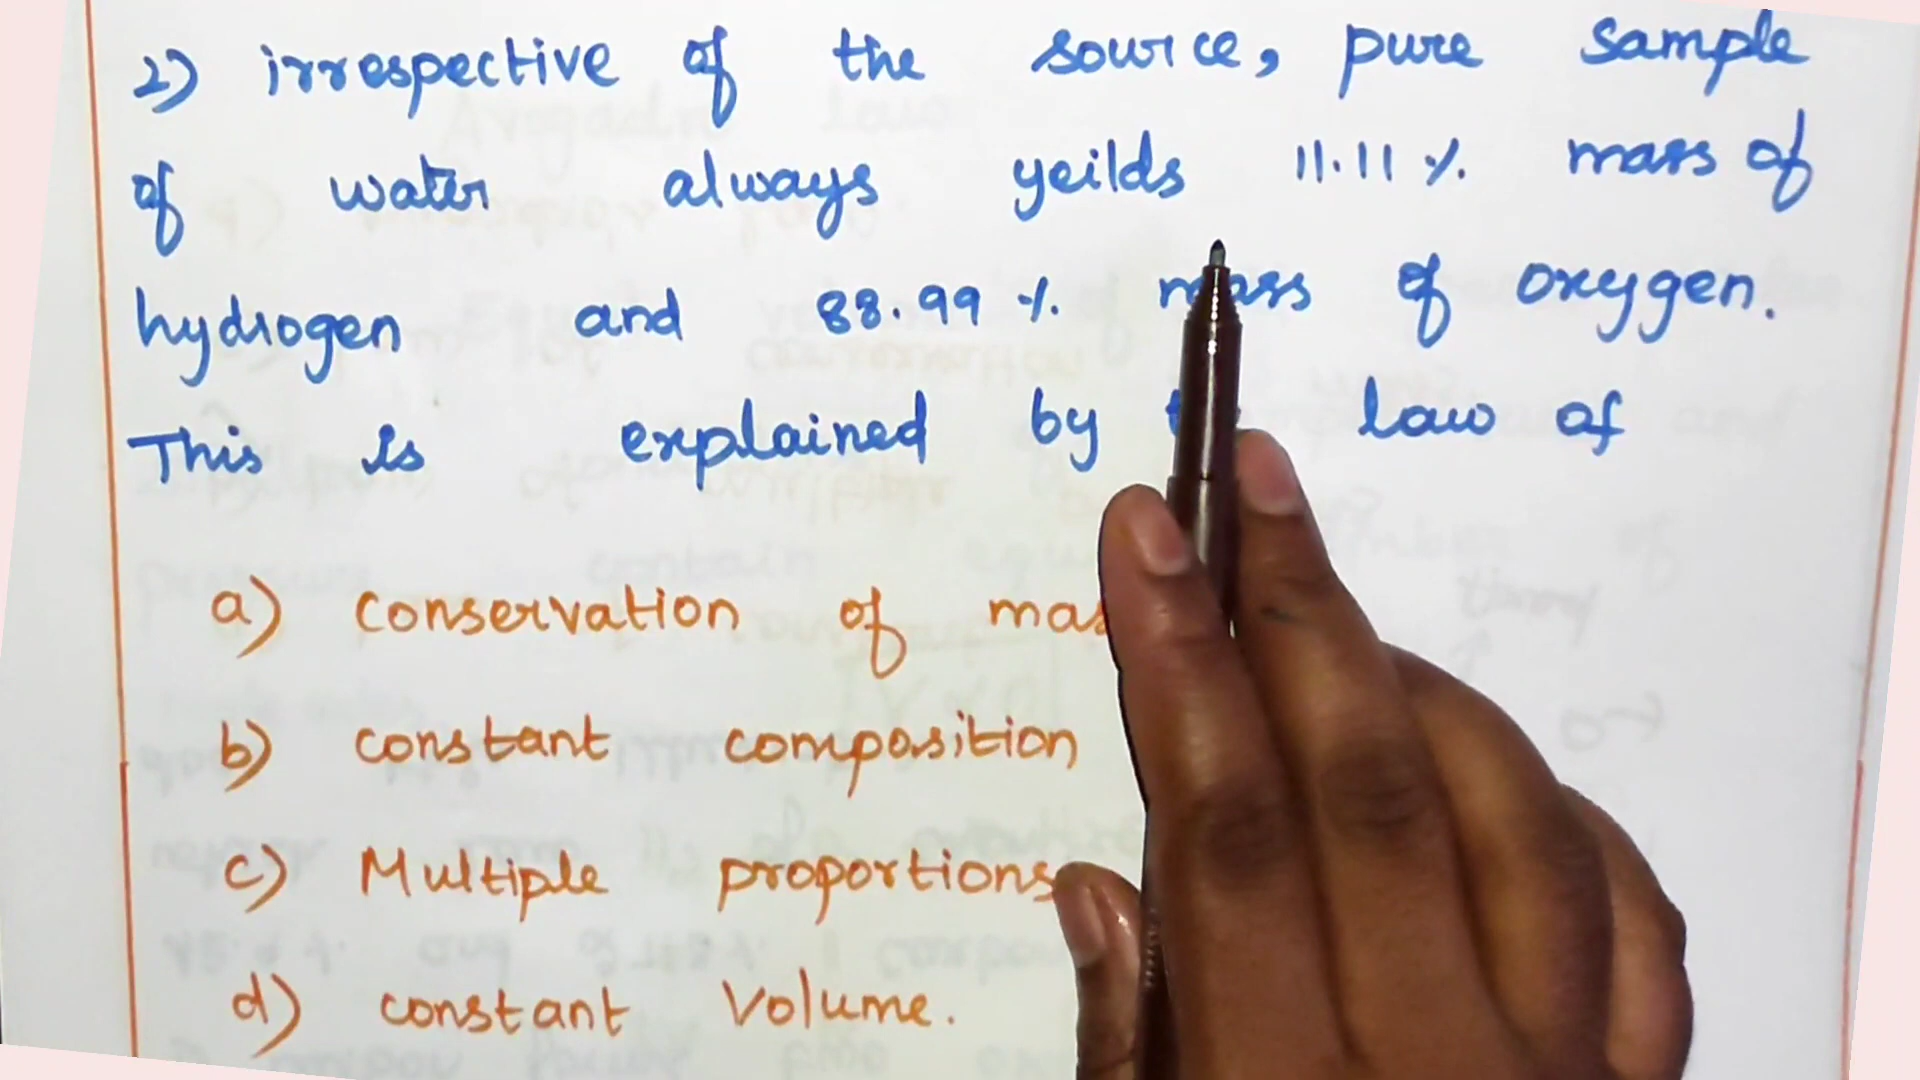 2) irrespective of the source, pure sample
of water always yeilds 11.11 % mass of
hydrogen and 88.99 % mass of oxygen.
This is explained by law of
a) conservation of
b) constant composition
c) Multiple proportions
d) constant Volume.